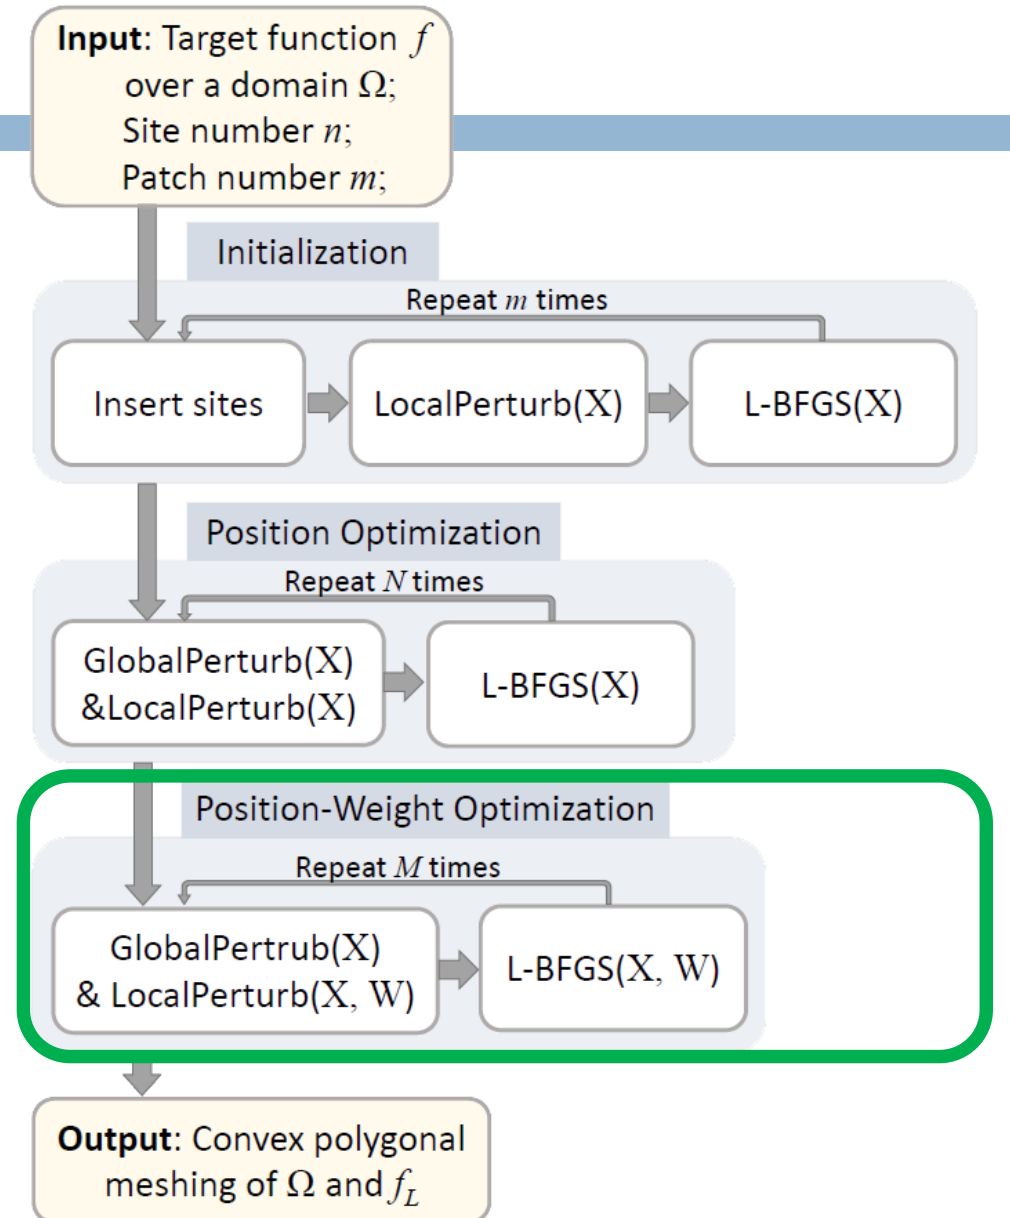 Input: Target function f
over a domain Ω;
Site number n;
Patch number m;
Initialization
Repeat m times
Insert sites
LocalPerturb(X)
L-BFGS(X)
Position Optimization
Repeat N times
GlobalPerturb(X)
&LocalPerturb(X)
L-BFGS(X)
Position-Weight Optimization
Repeat M times
GlobalPertrub(X)
& LocalPerturb(X, W)
L-BFGS(X, W)
Output: Convex polygonal
meshing of Ω and f_L